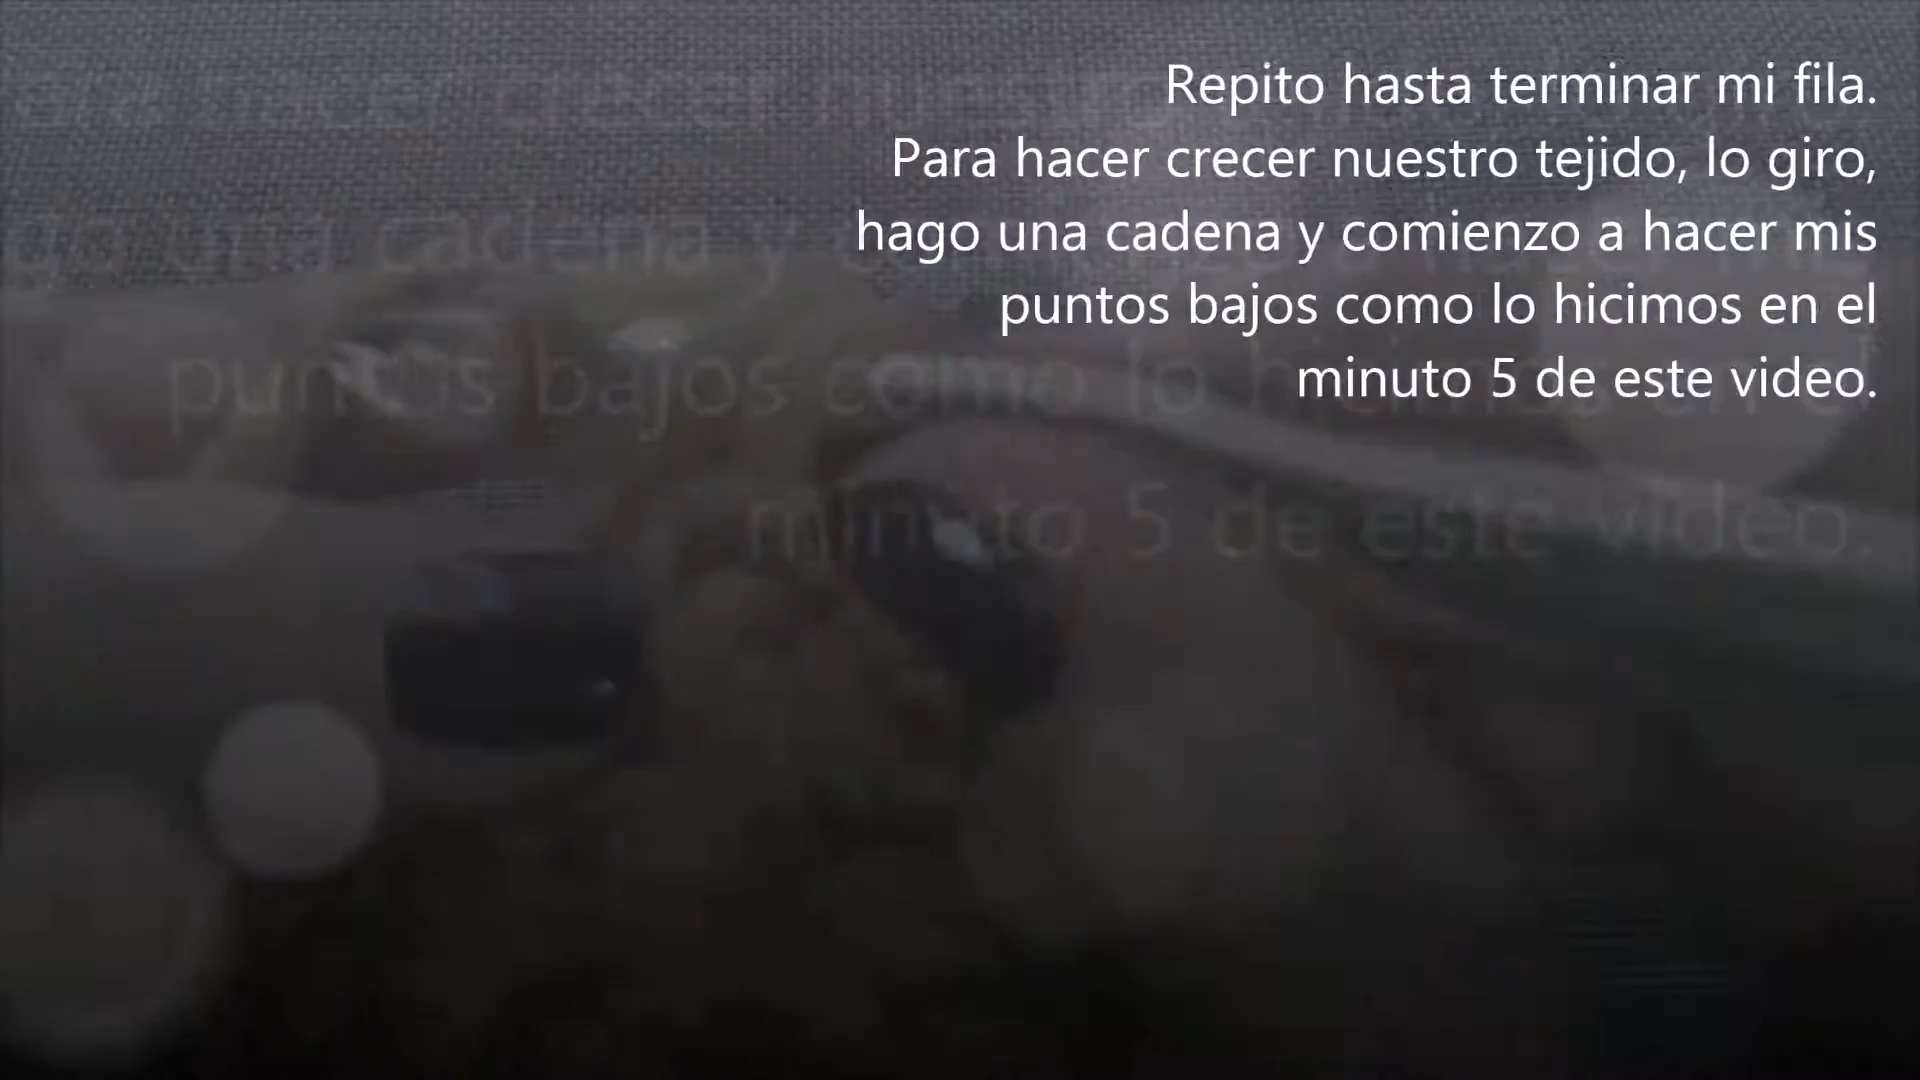 Repito hasta terminar mi fila.
Para hacer crecer nuestro tejido, lo giro,
hago una cadena y comienzo a hacer mis
puntos bajos como lo hicimos en el
minuto 5 de este video.